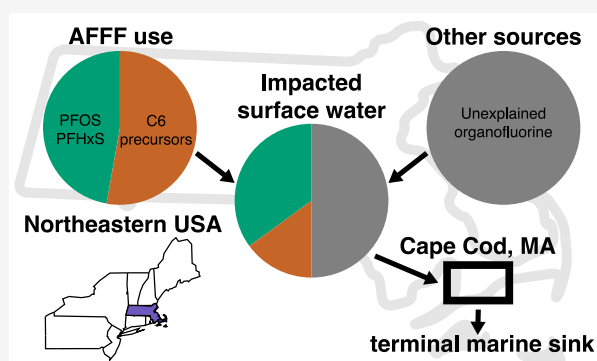 AFFF use
PFOS
PFHxS
C6
precursors
Other sources
Unexplained
organofluorine
Impacted
surface water
Northeastern USA
Cape Cod, MA
terminal marine sink